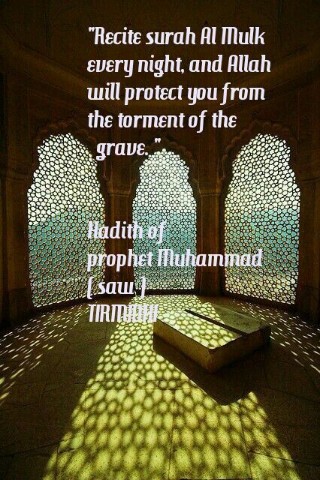 "Recite surah Al Mulk
every night, and Allah
will protect you from
the torment of the
grave. "
Hadith of
prophet Muhammad
( saw )
TIRMIDHI